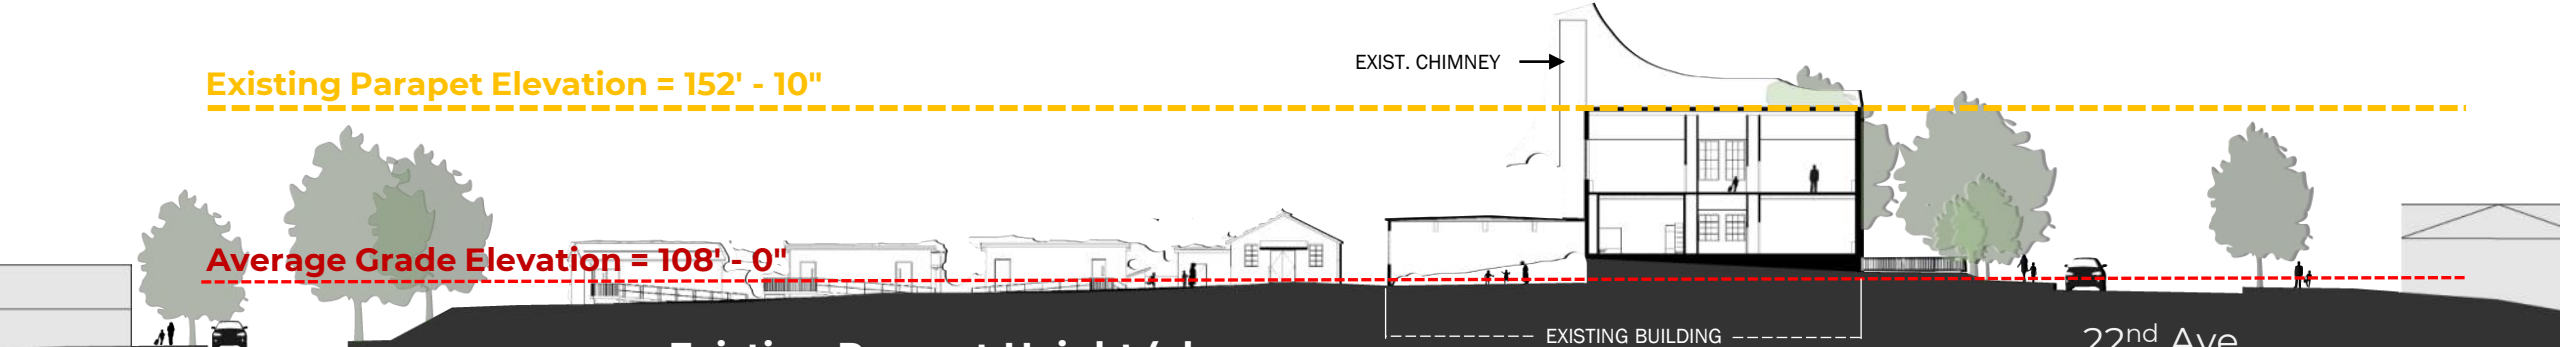 EXIST. CHIMNEY
Existing Parapet Elevation = 152' - 10"
Average Grade Elevation = 108' - 0"
EXISTING BUILDING
22nd Ave